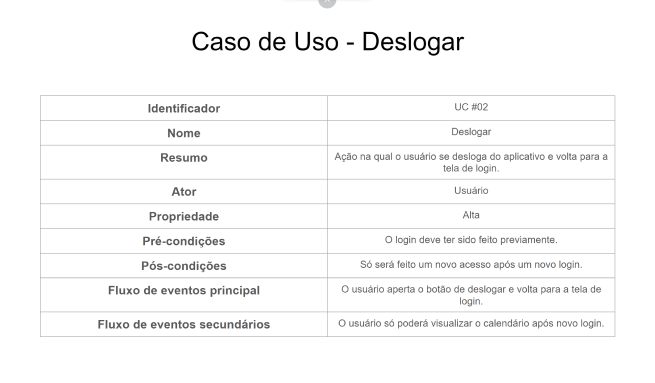 Caso de Uso - Deslogar
Identificador
UC #02
Nome
Deslogar
Resumo
Ação na qual o usuário se desloga do aplicativo e volta para a
tela de login.
Ator
Usuário
Propriedade
Alta
Pré-condições
O login deve ter sido feito previamente.
Pós-condições
Só será feito um novo acesso após um novo login.
Fluxo de eventos principal
O usuário aperta o botão de deslogar e volta para a tela de
login.
Fluxo de eventos secundários
O usuário só poderá visualizar o calendário após novo login.